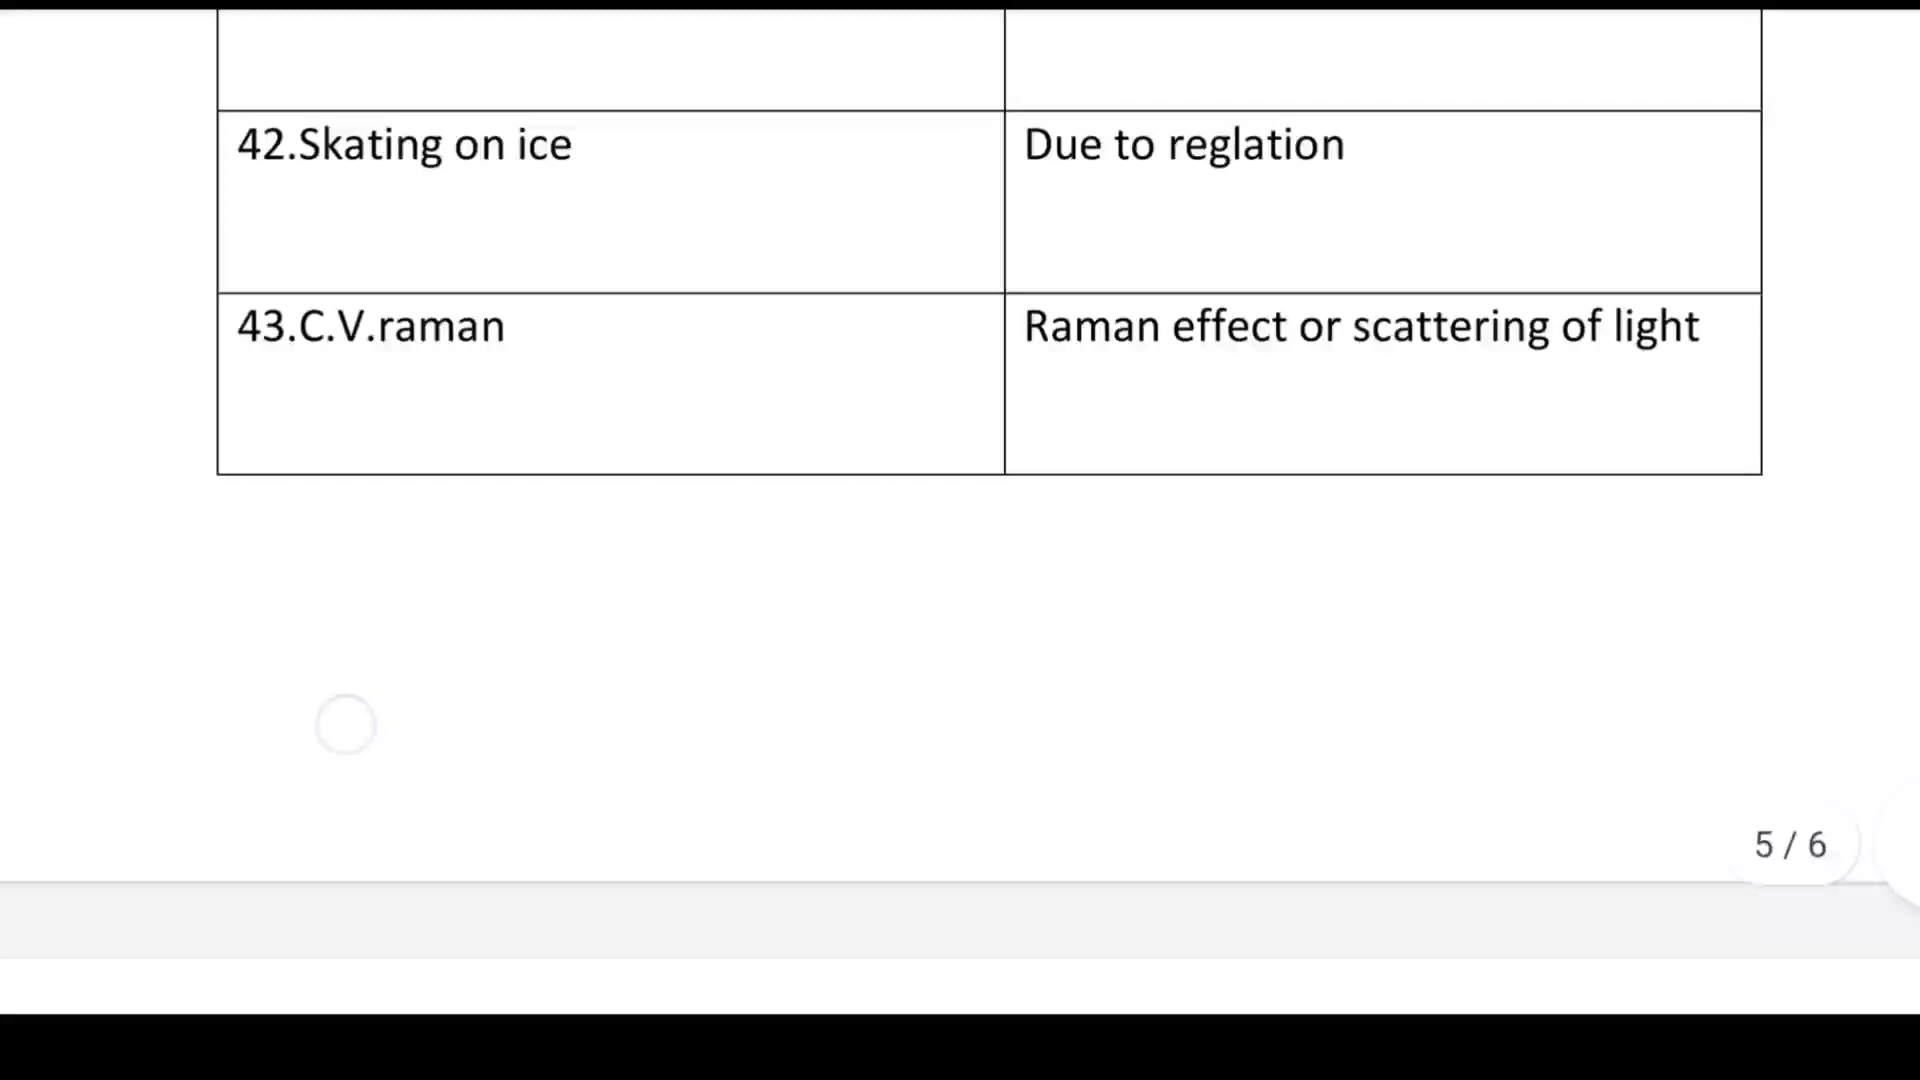 42.Skating on ice
Due to reglation
43.C.V.raman
Raman effect or scattering of light
5 / 6